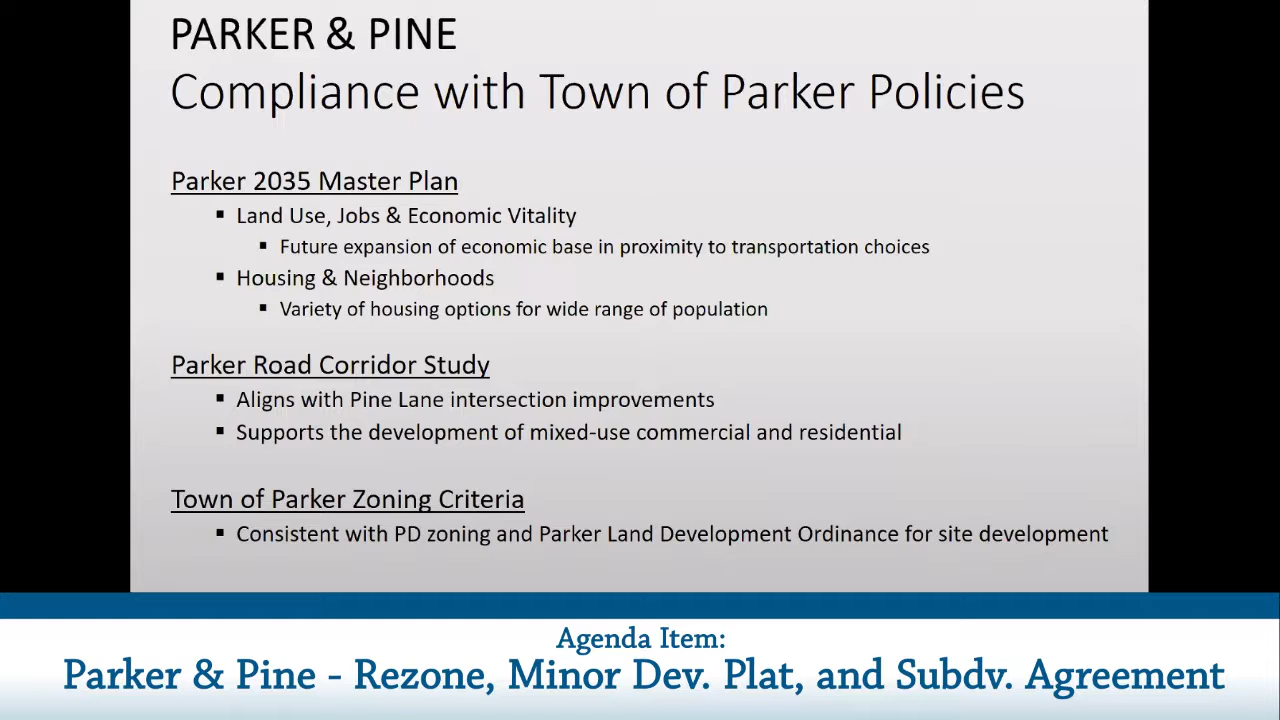 PARKER & PINE
Compliance with Town of Parker Policies
Parker 2035 Master Plan
▪ Land Use, Jobs & Economic Vitality
▪ Future expansion of economic base in proximity to transportation choices
▪ Housing & Neighborhoods
▪ Variety of housing options for wide range of population
Parker Road Corridor Study
▪ Aligns with Pine Lane intersection improvements
▪ Supports the development of mixed-use commercial and residential
Town of Parker Zoning Criteria
▪ Consistent with PD zoning and Parker Land Development Ordinance for site development
Agenda Item:
Parker & Pine - Rezone, Minor Dev. Plat, and Subdv. Agreement